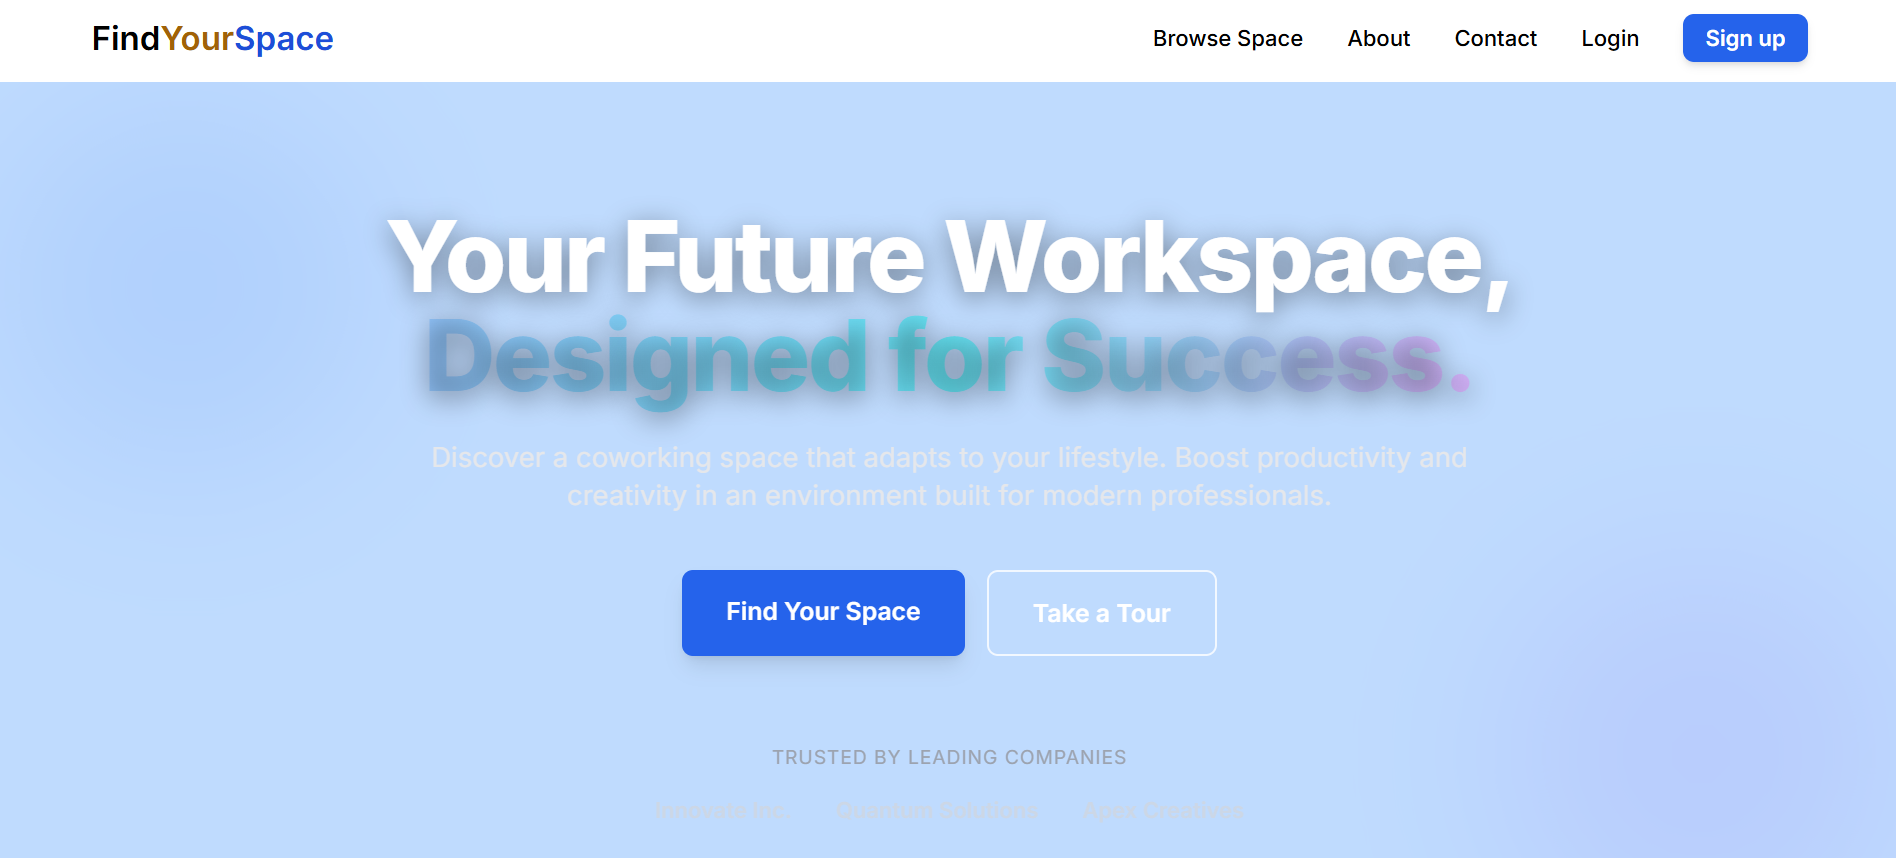 FindYourSpace
Browse Space
About
Contact
Login
Sign up
Your Future Workspace,
Designed for Success.
Discover a coworking space that adapts to your lifestyle. Boost productivity and
creativity in an environment built for modern professionals.
Find Your Space
Take a Tour
TRUSTED BY LEADING COMPANIES
Innovate Inc.
Quantum Solutions
Apex Creatives